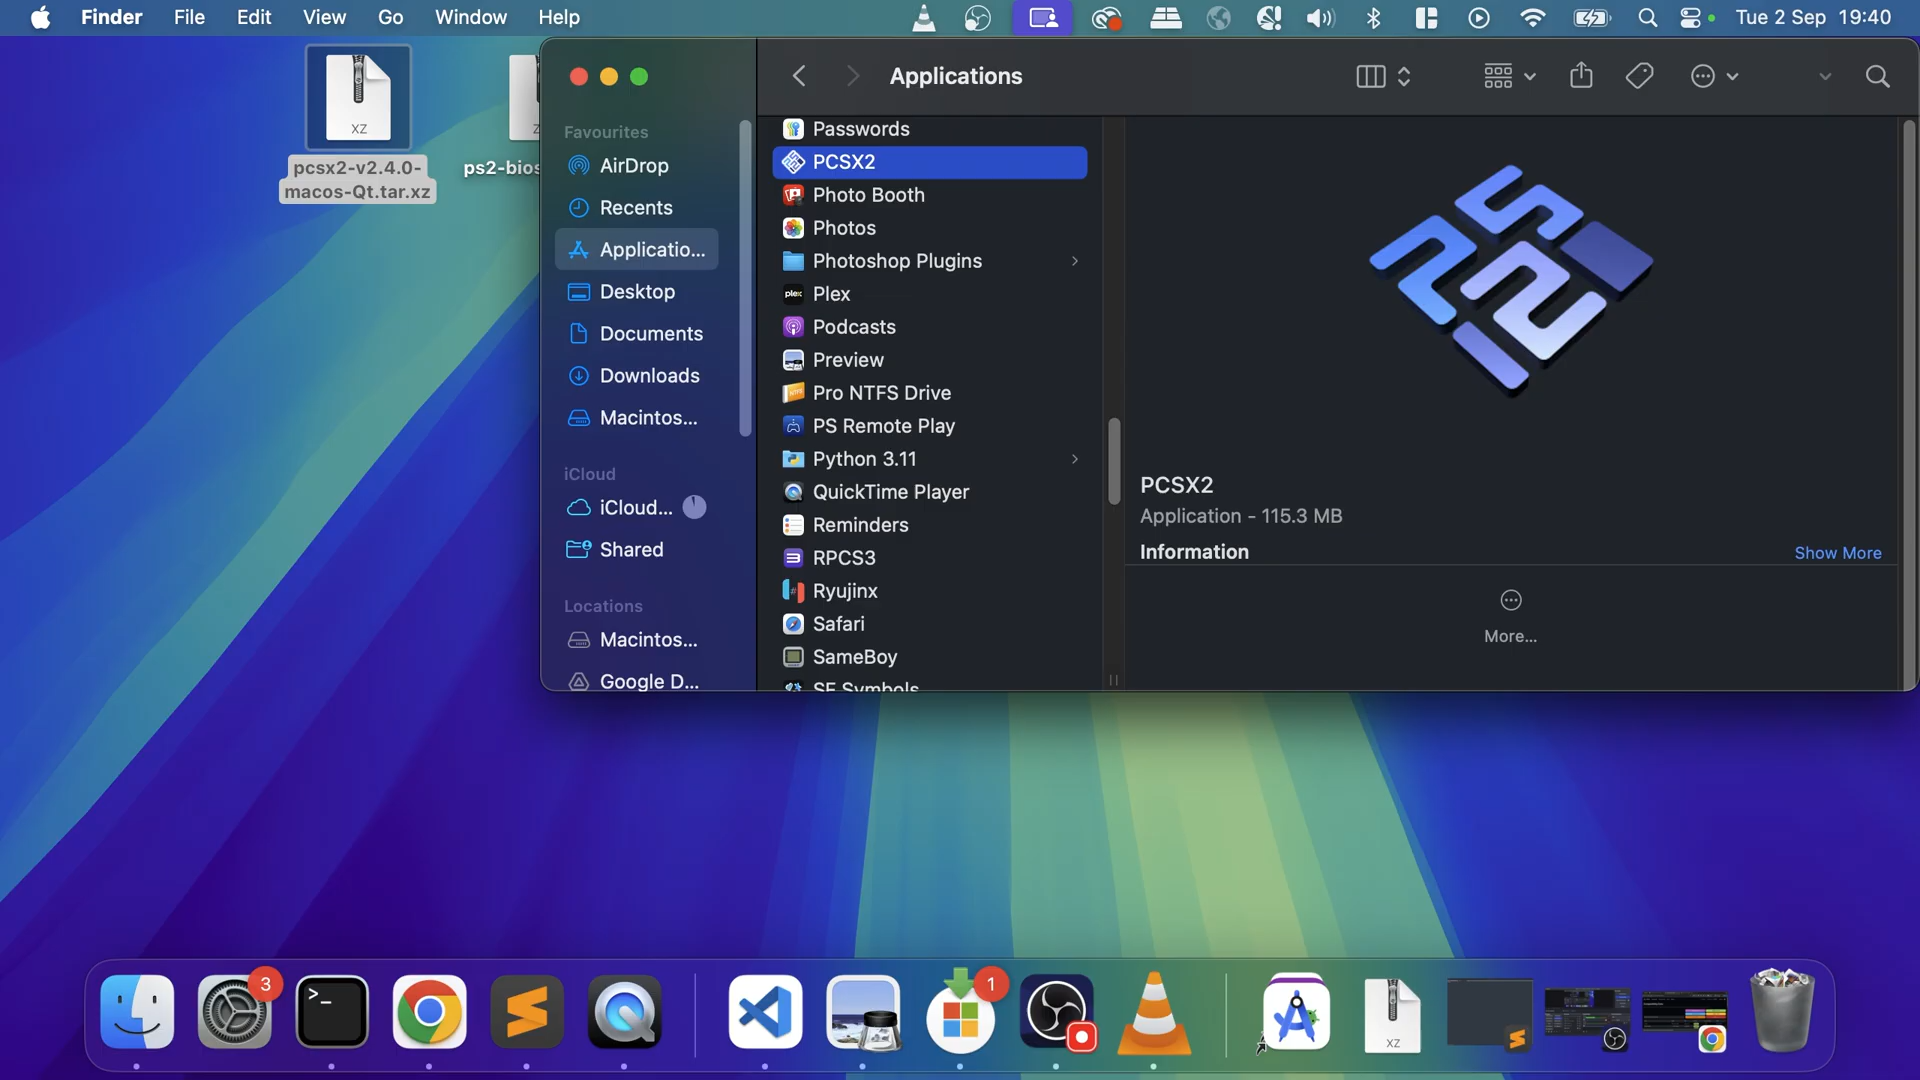 Finder File Edit View Go Window Help Tue 2 Sep 19:40
XZ
pcsx2-v2.4.0-
macos-Qt.tar.xz
ps2-bios
Applications
Favourites
AirDrop
Recents
Applicatio...
Desktop
Documents
Downloads
Macintos...
iCloud
iCloud...
Shared
Locations
Macintos...
Google D...
Passwords
PCSX2
Photo Booth
Photos
Photoshop Plugins
plex Plex
Podcasts
Preview
Pro NTFS Drive
PS Remote Play
Python 3.11
QuickTime Player
Reminders
RPCS3
Ryujinx
Safari
SameBoy
SF Symbols
PCSX2
Application - 115.3 MB
Information Show More
More...
3
1
XZ